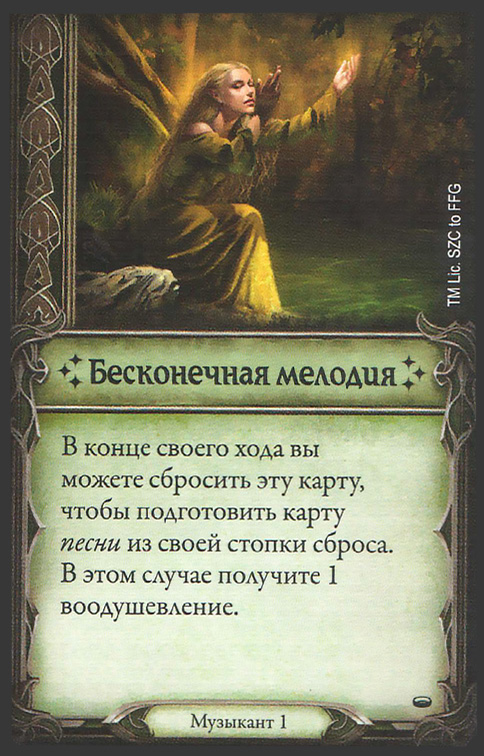 TM Lic. SZC to FFG
Бесконечная мелодия
В конце своего хода вы
можете сбросить эту карту,
чтобы подготовить карту
песни из своей стопки сброса.
В этом случае получите 1
воодушевление.
Музыкант 1